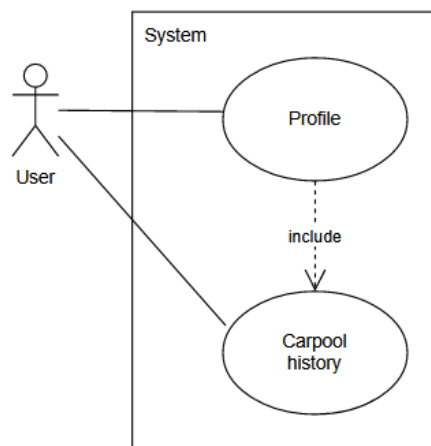 System
Profile
User
include
Carpool
history